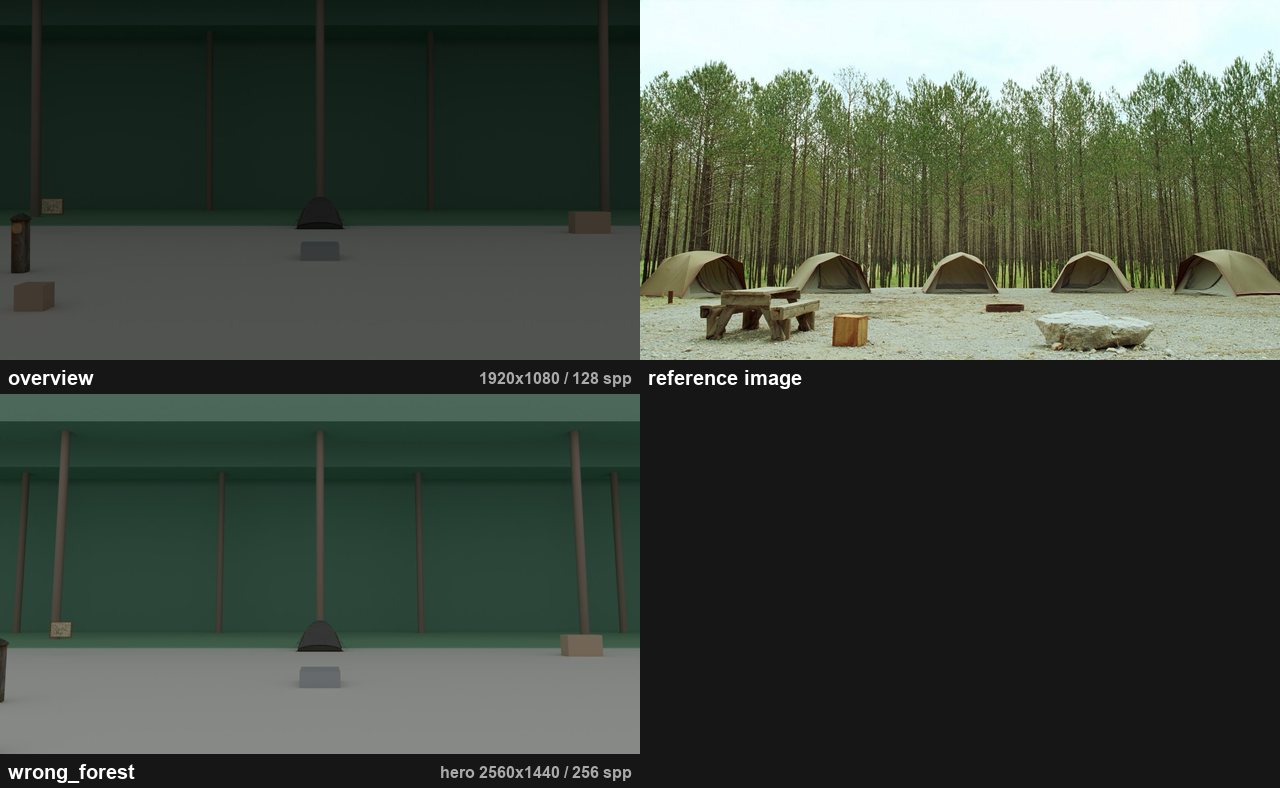 overview
1920x1080 / 128 spp
reference image
wrong_forest
hero 2560x1440 / 256 spp